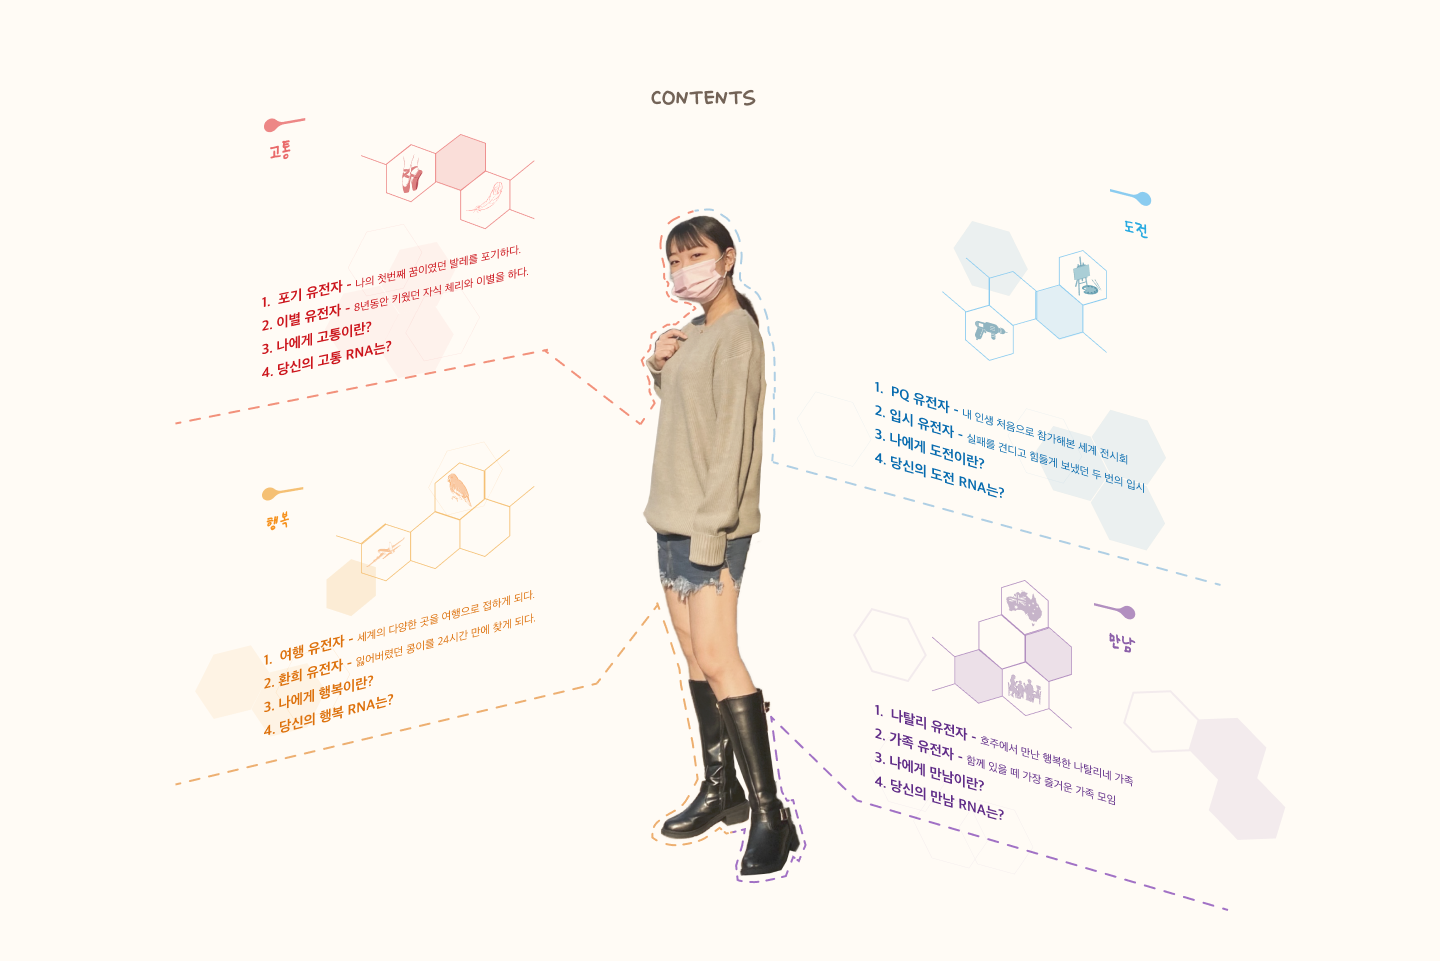 CONTENTS
고통
1. 포기 유전자 - 나의 첫번째 꿈이였던 발레를 포기하다.
2. 이별 유전자 - 8년동안 키웠던 자식 체리와 이별을 하다.
3. 나에게 고통이란?
4. 당신의 고통 RNA는?
도전
1. PQ 유전자 - 내 인생 처음으로 참가해본 세계 전시회
2. 입시 유전자 - 실패를 견디고 힘들게 보냈던 두 번의 입시
3. 나에게 도전이란?
4. 당신의 도전 RNA는?
행복
1. 여행 유전자 - 세계의 다양한 곳을 여행으로 접하게 되다.
2. 환희 유전자 - 잃어버렸던 콩이를 24시간 만에 찾게 되다.
3. 나에게 행복이란?
4. 당신의 행복 RNA는?
만남
1. 나탈리 유전자 - 호주에서 만난 행복한 나탈리네 가족
2. 가족 유전자 - 함께 있을 떼 가장 즐거운 가족 모임
3. 나에게 만남이란?
4. 당신의 만남 RNA는?